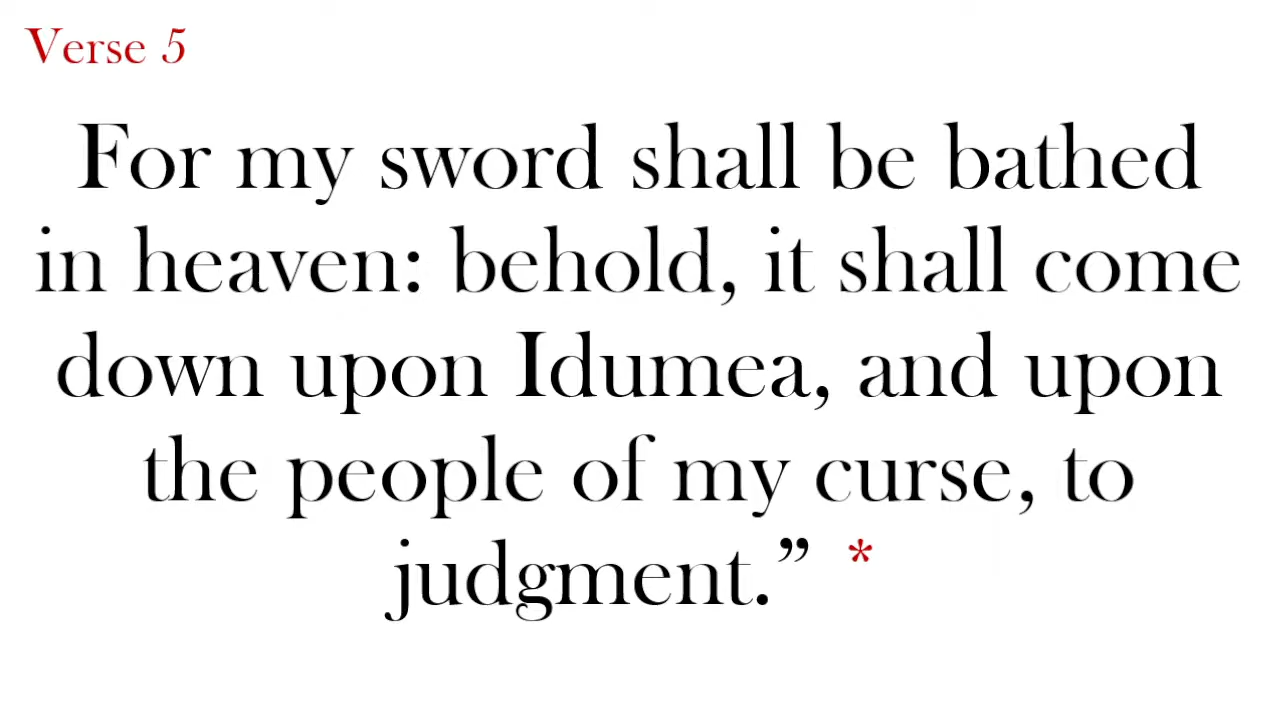 Verse 5
For my sword shall be bathed
in heaven: behold, it shall come
down upon Idumea, and upon
the people of my curse, to
judgment.” *